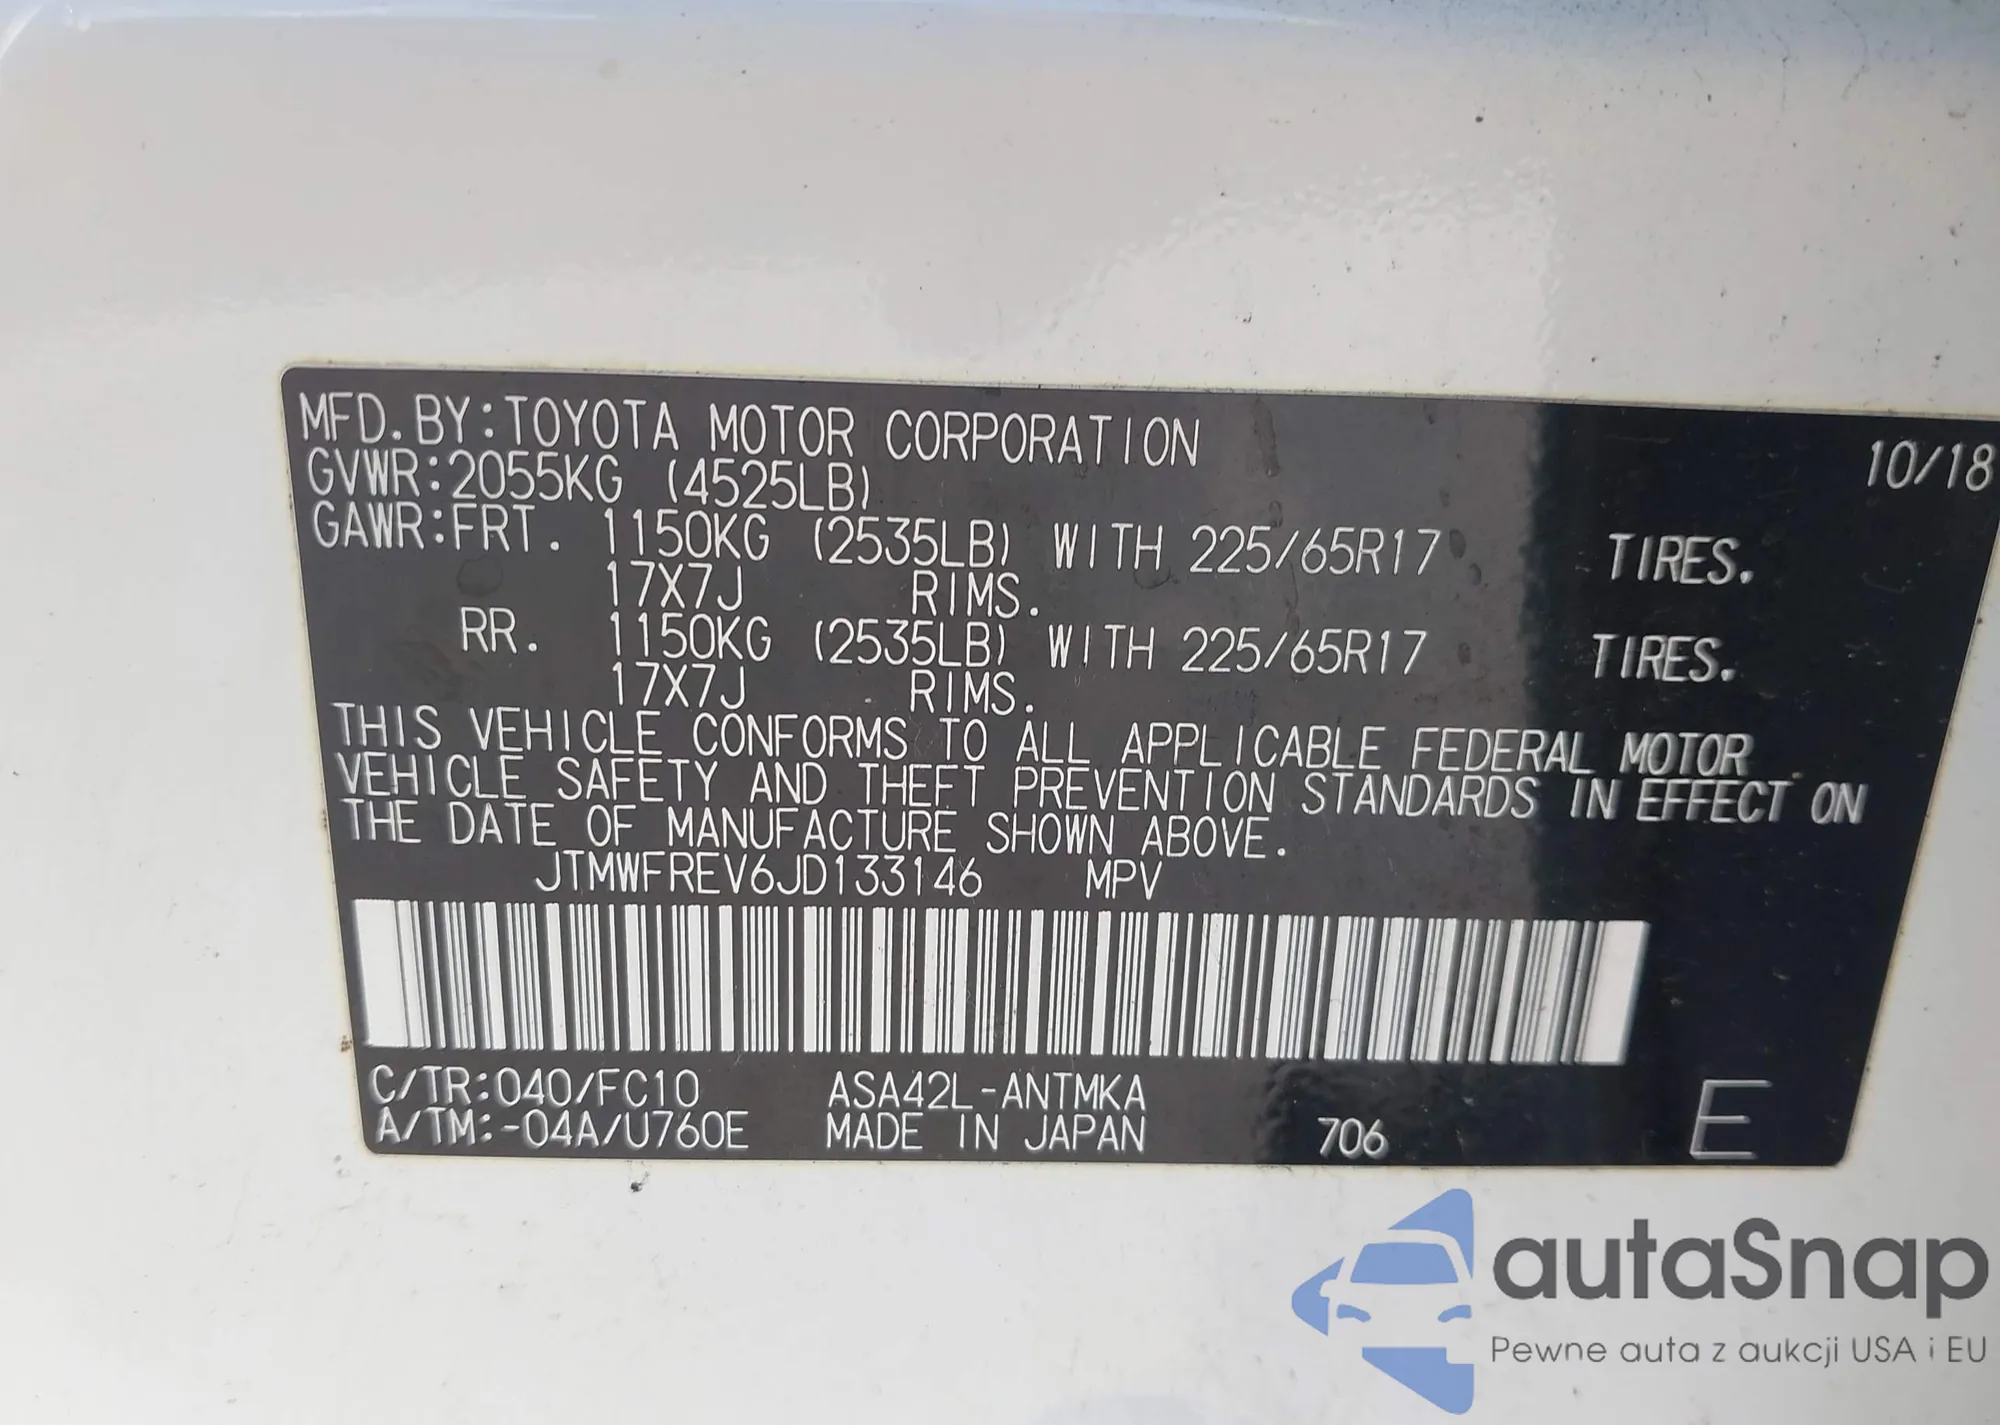 MFD.BY:TOYOTA MOTOR CORPORATION 10/18
GVWR:2055KG (4525LB)
GAWR:FRT. 1150KG (2535LB) WITH 225/65R17 TIRES.
17X7J RIMS.
RR. 1150KG (2535LB) WITH 225/65R17 TIRES.
17X7J RIMS.
THIS VEHICLE CONFORMS TO ALL APPLICABLE FEDERAL MOTOR
VEHICLE SAFETY AND THEFT PREVENTION STANDARDS IN EFFECT ON
THE DATE OF MANUFACTURE SHOWN ABOVE.
JTMWFREV6JD133146 MPV
C/TR:040/FC10 ASA42L-ANTMKA
A/TM:-04A/U760E MADE IN JAPAN 706 E
autaSnap
Pewne auta z aukcji USA i EU